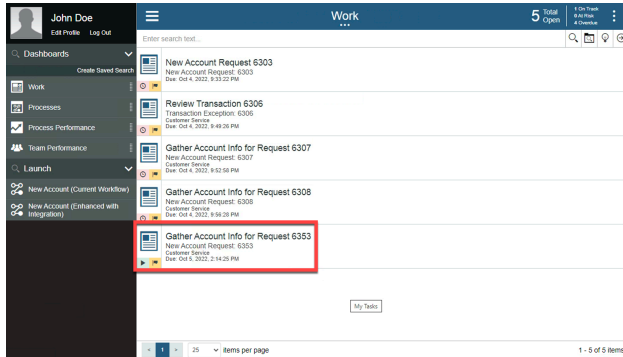 John Doe
Edit Profile Log Out
Work
5 Total Open
1 On Track
0 At Risk
4 Overdue
Enter search text...
Dashboards
Create Saved Search
Work
Processes
Process Performance
Team Performance
Launch
New Account (Current Workflow)
New Account (Enhanced with
Integration)
New Account Request 6303
New Account Request: 6303
Due: Oct 4, 2022, 9:33:22 PM
Review Transaction 6306
Transaction Exception: 6306
Customer Service
Due: Oct 4, 2022, 9:49:26 PM
Gather Account Info for Request 6307
New Account Request: 6307
Customer Service
Due: Oct 4, 2022, 9:52:58 PM
Gather Account Info for Request 6308
New Account Request: 6308
Customer Service
Due: Oct 4, 2022, 9:56:28 PM
Gather Account Info for Request 6353
New Account Request: 6353
Customer Service
Due: Oct 5, 2022, 2:14:25 PM
My Tasks
1
25
items per page
1 - 5 of 5 items